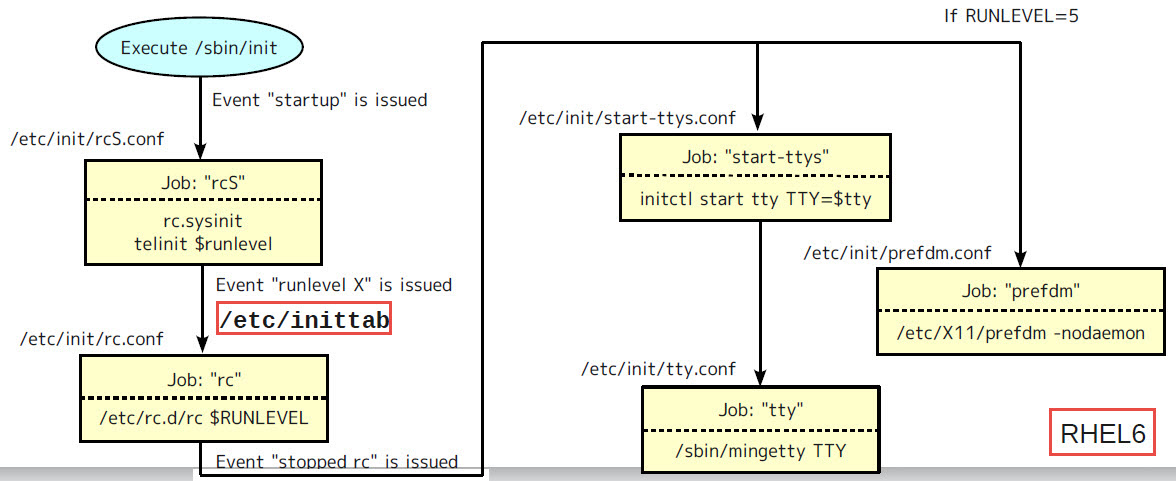 If RUNLEVEL=5
Execute /sbin/init
Event "startup" is issued
/etc/init/rcS.conf
Job: "rcS"
rc.sysinit
telinit $runlevel
Event "runlevel X" is issued
/etc/inittab
/etc/init/rc.conf
Job: "rc"
/etc/rc.d/rc $RUNLEVEL
Event "stopped rc" is issued
/etc/init/start-ttys.conf
Job: "start-ttys"
initctl start tty TTY=$tty
/etc/init/tty.conf
Job: "tty"
/sbin/mingetty TTY
/etc/init/prefdm.conf
Job: "prefdm"
/etc/X11/prefdm -nodaemon
RHEL6